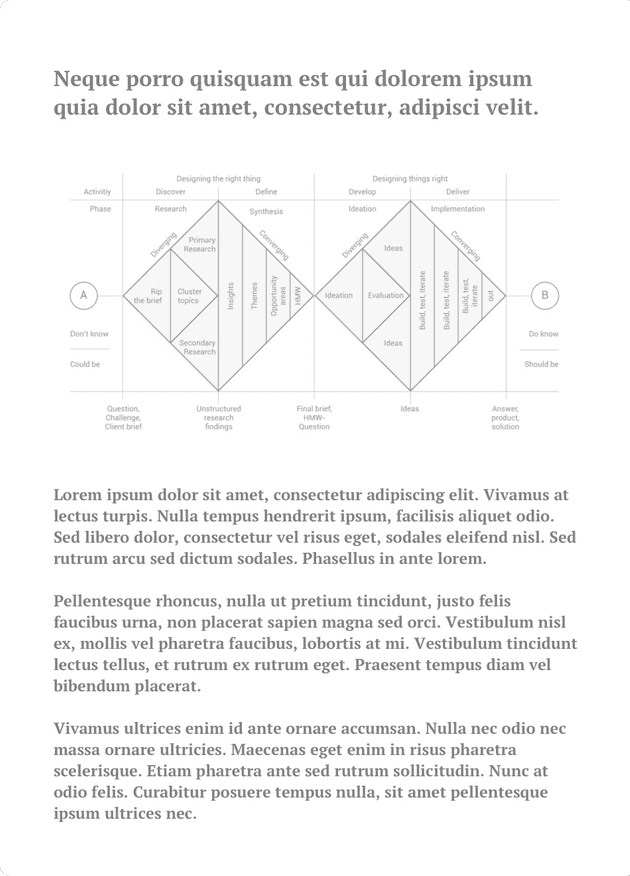 Neque porro quisquam est qui dolorem ipsum
quia dolor sit amet, consectetur, adipisci velit.
Designing the right thing
Designing things right
Activitiy
Discover
Define
Develop
Deliver
Phase
Research
Synthesis
Ideation
Implementation
Diverging
Converging
Diverging
Converging
Primary
Research
Ideas
A
Rip
the brief
Cluster
topics
Insights
Themes
Opportunity
areas
HMW
Ideation
Evaluation
Build, test, iterate
Build, test, iterate
Build, test,
iterate
out
B
Don't know
Do know
Secondary
Research
Ideas
Could be
Should be
Question,
Challenge,
Client brief
Unstructured
research
findings
Final brief,
HMW-
Question
Ideas
Answer,
product,
solution
Lorem ipsum dolor sit amet, consectetur adipiscing elit. Vivamus at
lectus turpis. Nulla tempus hendrerit ipsum, facilisis aliquet odio.
Sed libero dolor, consectetur vel risus eget, sodales eleifend nisl. Sed
rutrum arcu sed dictum sodales. Phasellus in ante lorem.
Pellentesque rhoncus, nulla ut pretium tincidunt, justo felis
faucibus urna, non placerat sapien magna sed orci. Vestibulum nisl
ex, mollis vel pharetra faucibus, lobortis at mi. Vestibulum tincidunt
lectus tellus, et rutrum ex rutrum eget. Praesent tempus diam vel
bibendum placerat.
Vivamus ultrices enim id ante ornare accumsan. Nulla nec odio nec
massa ornare ultricies. Maecenas eget enim in risus pharetra
scelerisque. Etiam pharetra ante sed rutrum sollicitudin. Nunc at
odio felis. Curabitur posuere tempus nulla, sit amet pellentesque
ipsum ultrices nec.